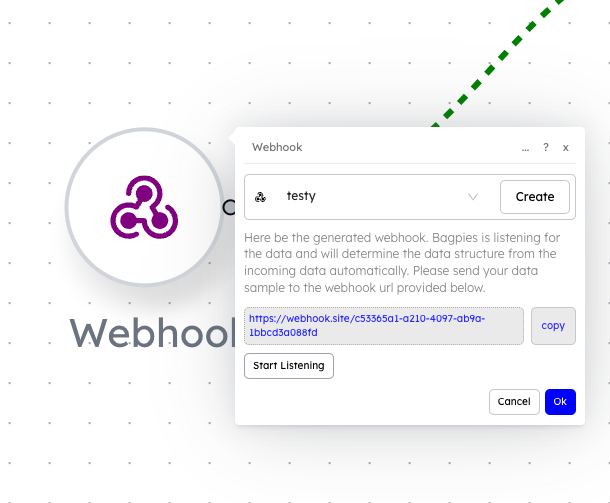 Webhook
... ? x
testy
Create
Here be the generated webhook. Bagpies is listening for
the data and will determine the data structure from the
incoming data automatically. Please send your data
sample to the webhook url provided below.
https://webhook.site/c53365a1-a210-4097-ab9a-
1bbcd3a088fd
copy
Start Listening
Cancel
Ok
Webhook